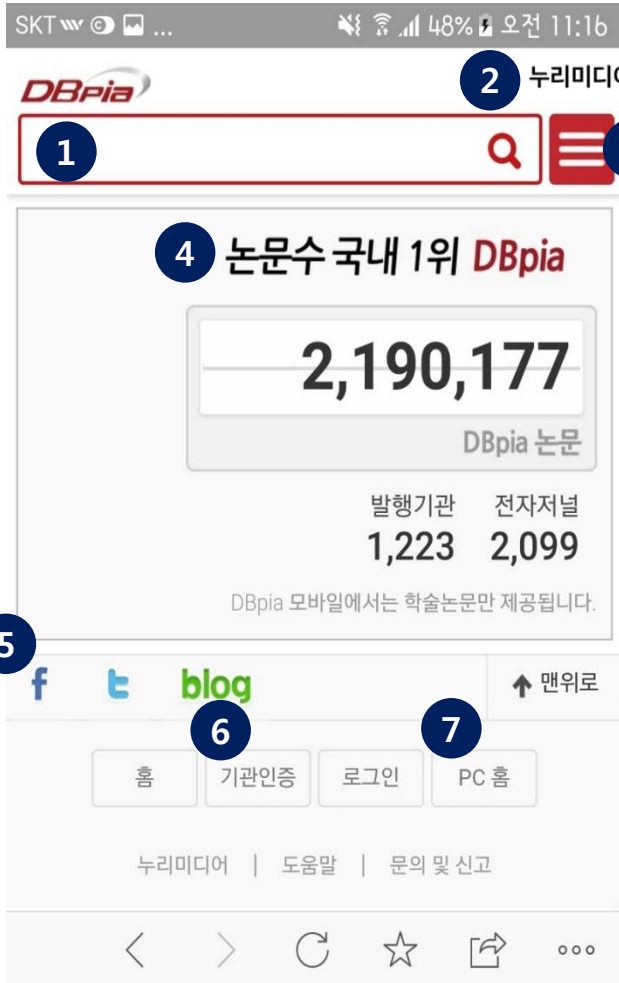 SKT ... 48% 오전 11:16
DBpia
2 누리미디
1
4 논문수 국내 1위 DBpia
2,190,177
DBpia 논문
발행기관 전자저널
1,223 2,099
DBpia 모바일에서는 학술논문만 제공됩니다.
5
f t blog 맨위로
6 7
홈 기관인증 로그인 PC 홈
누리미디어 | 도움말 | 문의 및 신고